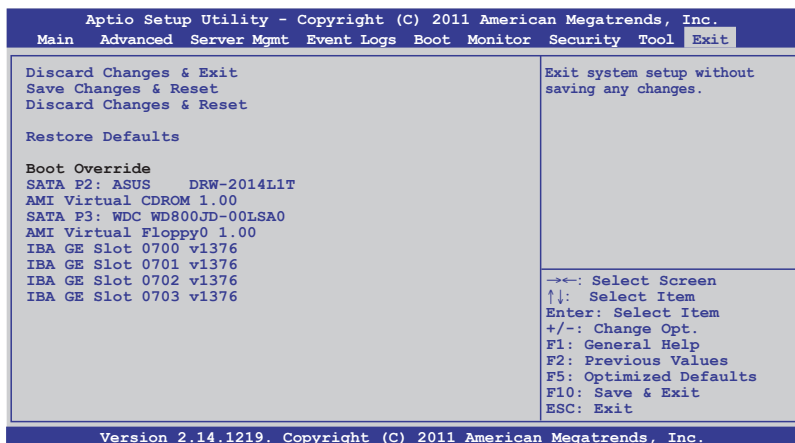 Aptio Setup Utility - Copyright (C) 2011 American Megatrends, Inc.
Main Advanced Server Mgmt Event Logs Boot Monitor Security Tool Exit
Discard Changes & Exit
Save Changes & Reset
Discard Changes & Reset
Restore Defaults
Boot Override
SATA P2: ASUS DRW-2014L1T
AMI Virtual CDROM 1.00
SATA P3: WDC WD800JD-00LSA0
AMI Virtual Floppy0 1.00
IBA GE Slot 0700 v1376
IBA GE Slot 0701 v1376
IBA GE Slot 0702 v1376
IBA GE Slot 0703 v1376
Exit system setup without
saving any changes.
→←: Select Screen
↑↓: Select Item
Enter: Select Item
+/-: Change Opt.
F1: General Help
F2: Previous Values
F5: Optimized Defaults
F10: Save & Exit
ESC: Exit
Version 2.14.1219. Copyright (C) 2011 American Megatrends, Inc.